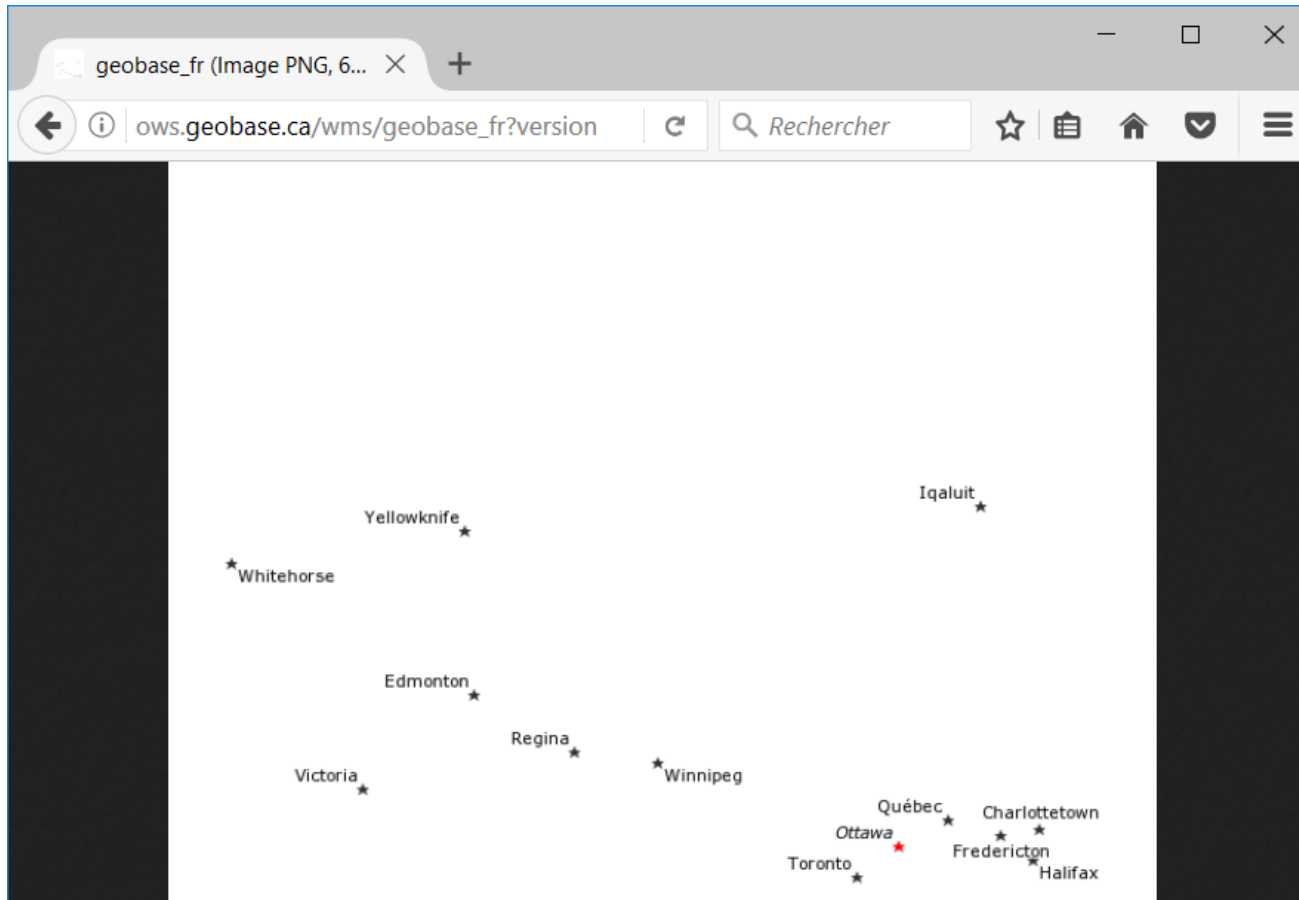 geobase_fr (Image PNG, 6...
ows.geobase.ca/wms/geobase_fr?version
Rechercher
Iqaluit
Yellowknife
Whitehorse
Edmonton
Regina
Winnipeg
Victoria
Québec
Charlottetown
Ottawa
Fredericton
Toronto
Halifax